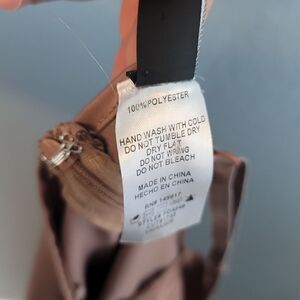 100% POLYESTER
HAND WASH WITH COLD
DO NOT TUMBLE DRY
DRY FLAT
DO NOT WRING
DO NOT BLEACH
MADE IN CHINA
HECHO EN CHINA